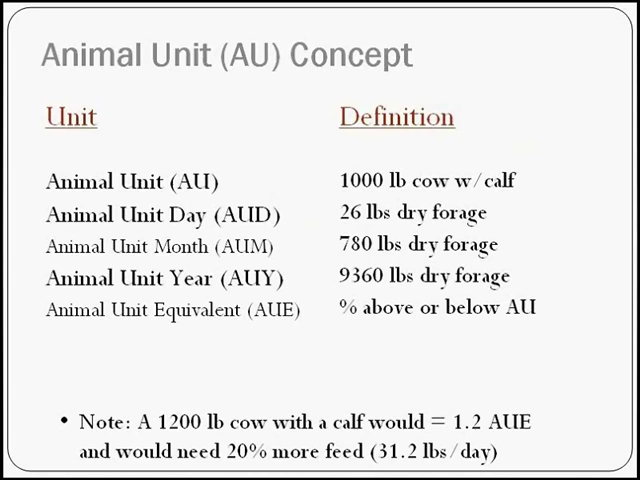 Animal Unit (AU) Concept
Unit Definition
Animal Unit (AU) 1000 lb cow w/calf
Animal Unit Day (AUD) 26 lbs dry forage
Animal Unit Month (AUM) 780 lbs dry forage
Animal Unit Year (AUY) 9360 lbs dry forage
Animal Unit Equivalent (AUE) % above or below AU
• Note: A 1200 lb cow with a calf would = 1.2 AUE
and would need 20% more feed (31.2 lbs/day)